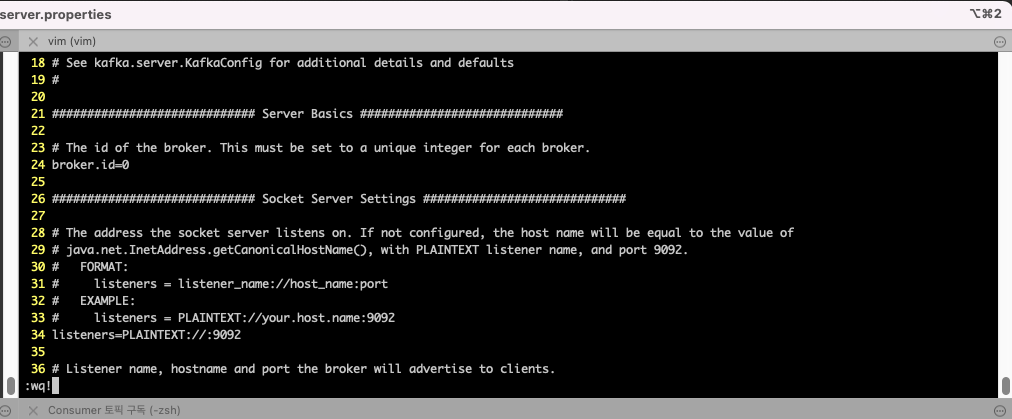 server.properties
⌥⌘2
vim (vim)
18 # See kafka.server.KafkaConfig for additional details and defaults
19 #
20
21 ############################# Server Basics #############################
22
23 # The id of the broker. This must be set to a unique integer for each broker.
24 broker.id=0
25
26 ############################# Socket Server Settings #############################
27
28 # The address the socket server listens on. If not configured, the host name will be equal to the value of
29 # java.net.InetAddress.getCanonicalHostName(), with PLAINTEXT listener name, and port 9092.
30 #   FORMAT:
31 #     listeners = listener_name://host_name:port
32 #   EXAMPLE:
33 #     listeners = PLAINTEXT://your.host.name:9092
34 listeners=PLAINTEXT://:9092
35
36 # Listener name, hostname and port the broker will advertise to clients.
:wq!
Consumer 토픽 구독 (-zsh)